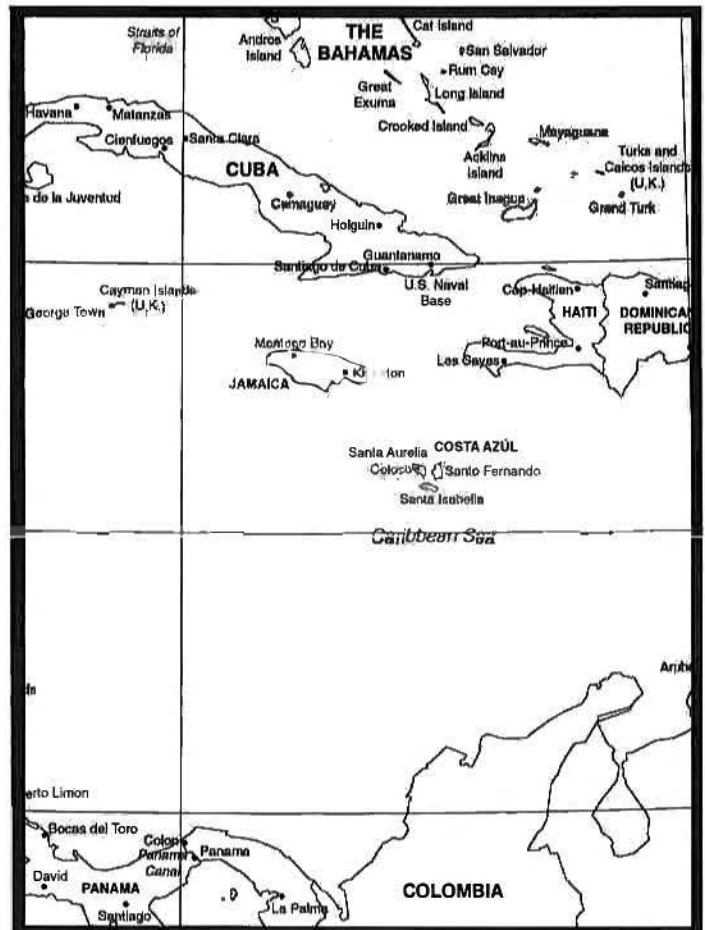 Straits of
Florida
Andros
Island
THE
BAHAMAS
Cat Island
San Salvador
Rum Cay
Great
Exuma
Long Island
Crooked Island
Mayaguana
Acklins
Island
Turks and
Caicos Islands
(U.K.)
Great Inagua
Grand Turk
Havana
Matanzas
Cienfuegos
Santa Clara
CUBA
a de la Juventud
Camaguey
Holguin
Guantanamo
Santiago de Cuba
U.S. Naval
Base
Cayman Islands
(U.K.)
George Town
Cap-Haitien
Santiag
HAITI
DOMINICA
REPUBLIC
Montego Bay
Port-au-Prince
Les Cayes
JAMAICA
Santa Aurelia
COSTA AZÚL
Santo Fernando
Santa Isabella
Caribbean Sea
erto Limon
Bocas del Toro
Colon
Panama
Canal
Panama
David
PANAMA
Santiago
La Palma
COLOMBIA